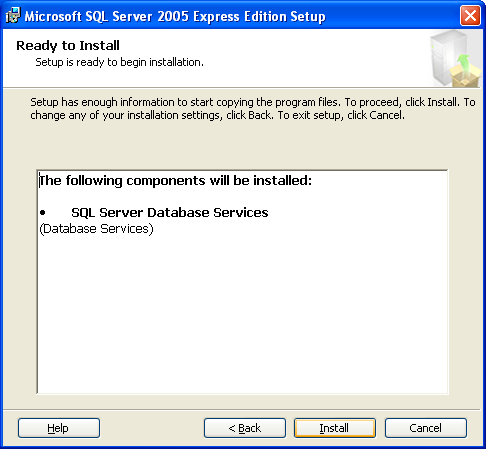 Microsoft SQL Server 2005 Express Edition Setup
Ready to Install
Setup is ready to begin installation.
Setup has enough information to start copying the program files. To proceed, click Install. To
change any of your installation settings, click Back. To exit setup, click Cancel.
The following components will be installed:
• SQL Server Database Services
(Database Services)
Help
< Back
Install
Cancel